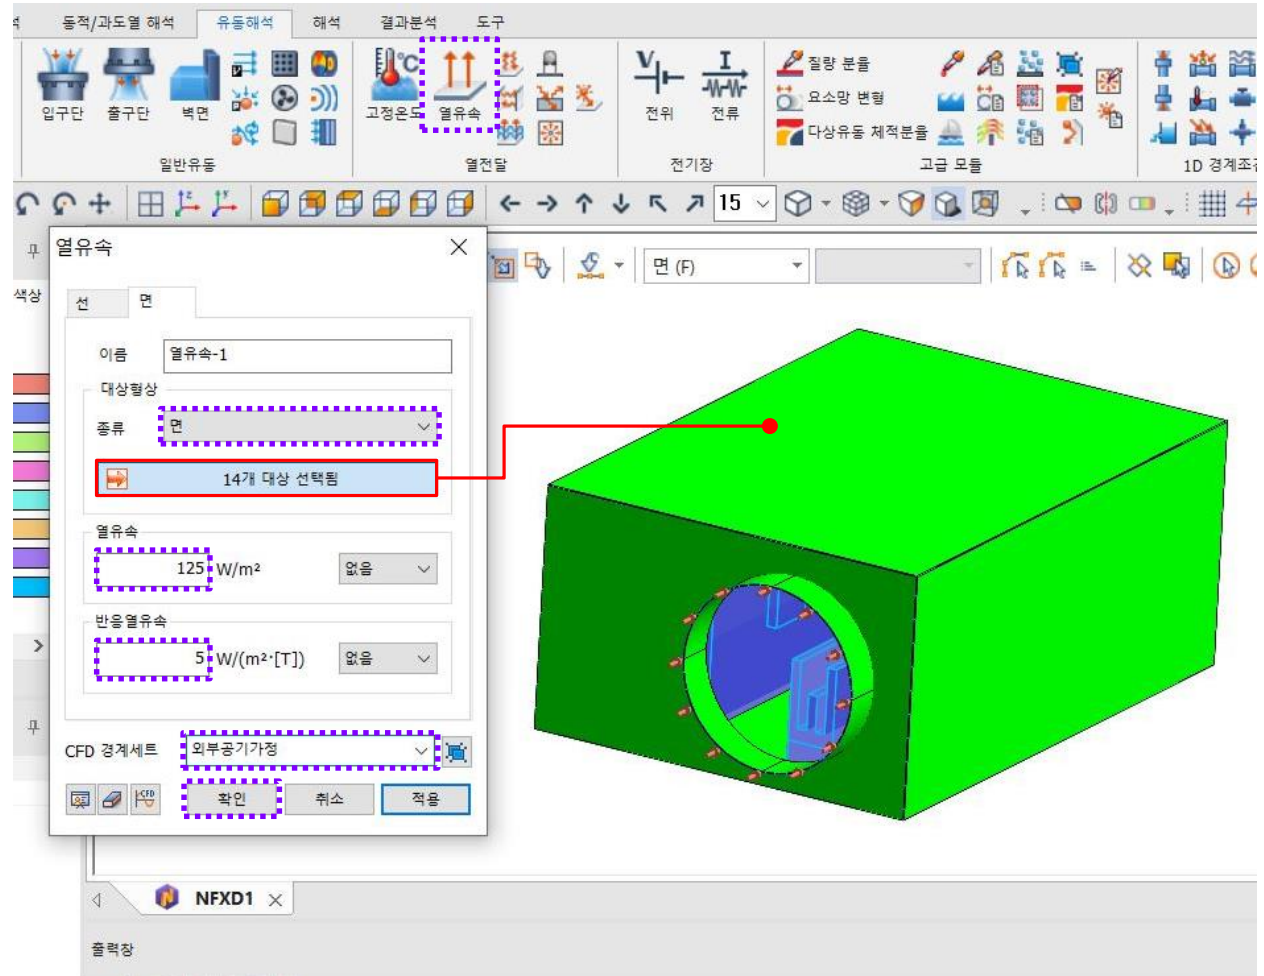 석 동적/과도열 해석 유동해석 해석 결과분석 도구
입구단 출구단 벽면
°C
고정온도 열유속
V
전위
I
전류
질량 분율
요소망 변형
다상유동 체적분율
일반유동 열전달 전기장 고급 모듈 1D 경계조건
15
열유속
면 (F)
색상
선 면
이름 열유속-1
대상형상
종류 면
14개 대상 선택됨
열유속
125 W/m² 없음
반응열유속
5 W/(m²·[T]) 없음
CFD 경계세트 외부공기가정
CFD
확인 취소 적용
NFXD1
출력창